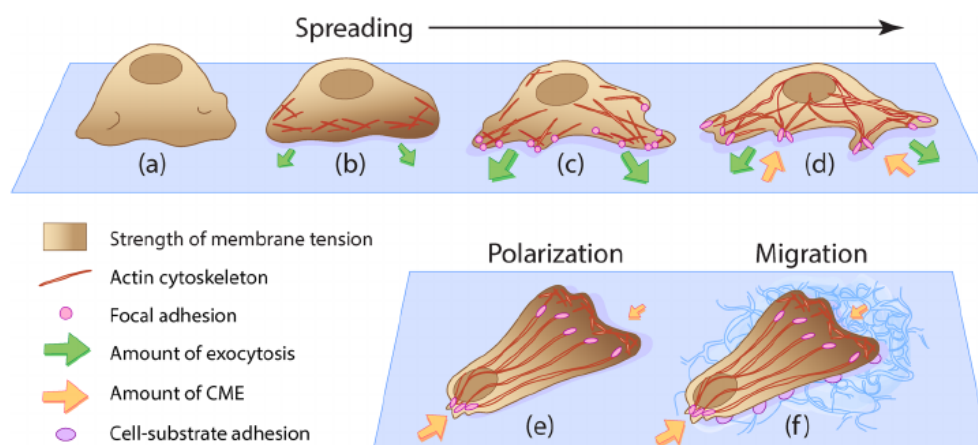 Spreading
(a)
(b)
(c)
(d)
Strength of membrane tension
Actin cytoskeleton
Focal adhesion
Amount of exocytosis
Amount of CME
Cell-substrate adhesion
Polarization
Migration
(e)
(f)